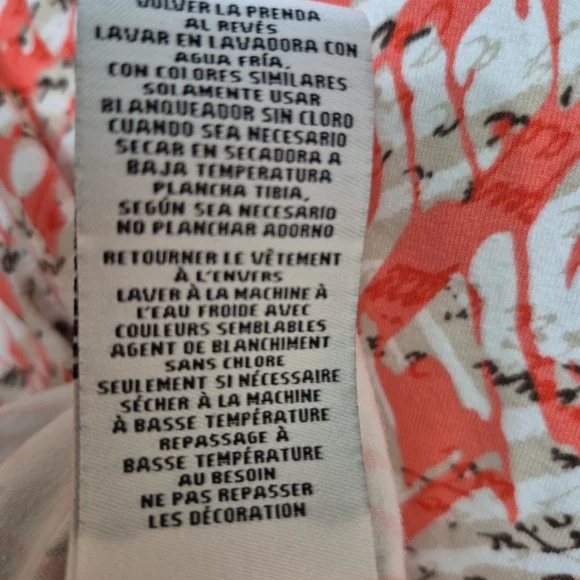 VOLVER LA PRENDA
AL REVÉS
LAVAR EN LAVADORA CON
AGUA FRÍA,
CON COLORES SIMILARES
SOLAMENTE USAR
BLANQUEADOR SIN CLORO
CUANDO SEA NECESARIO
SECAR EN SECADORA A
BAJA TEMPERATURA
PLANCHA TIBIA,
SEGÚN SEA NECESARIO
NO PLANCHAR ADORNO
RETOURNER LE VÊTEMENT
À L'ENVERS
LAVER À LA MACHINE À
L'EAU FROIDE AVEC
COULEURS SEMBLABLES
AGENT DE BLANCHIMENT
SANS CHLORE
SEULEMENT SI NÉCESSAIRE
SÉCHER À LA MACHINE
À BASSE TEMPÉRATURE
REPASSAGE À
BASSE TEMPÉRATURE
AU BESOIN
NE PAS REPASSER
LES DÉCORATION